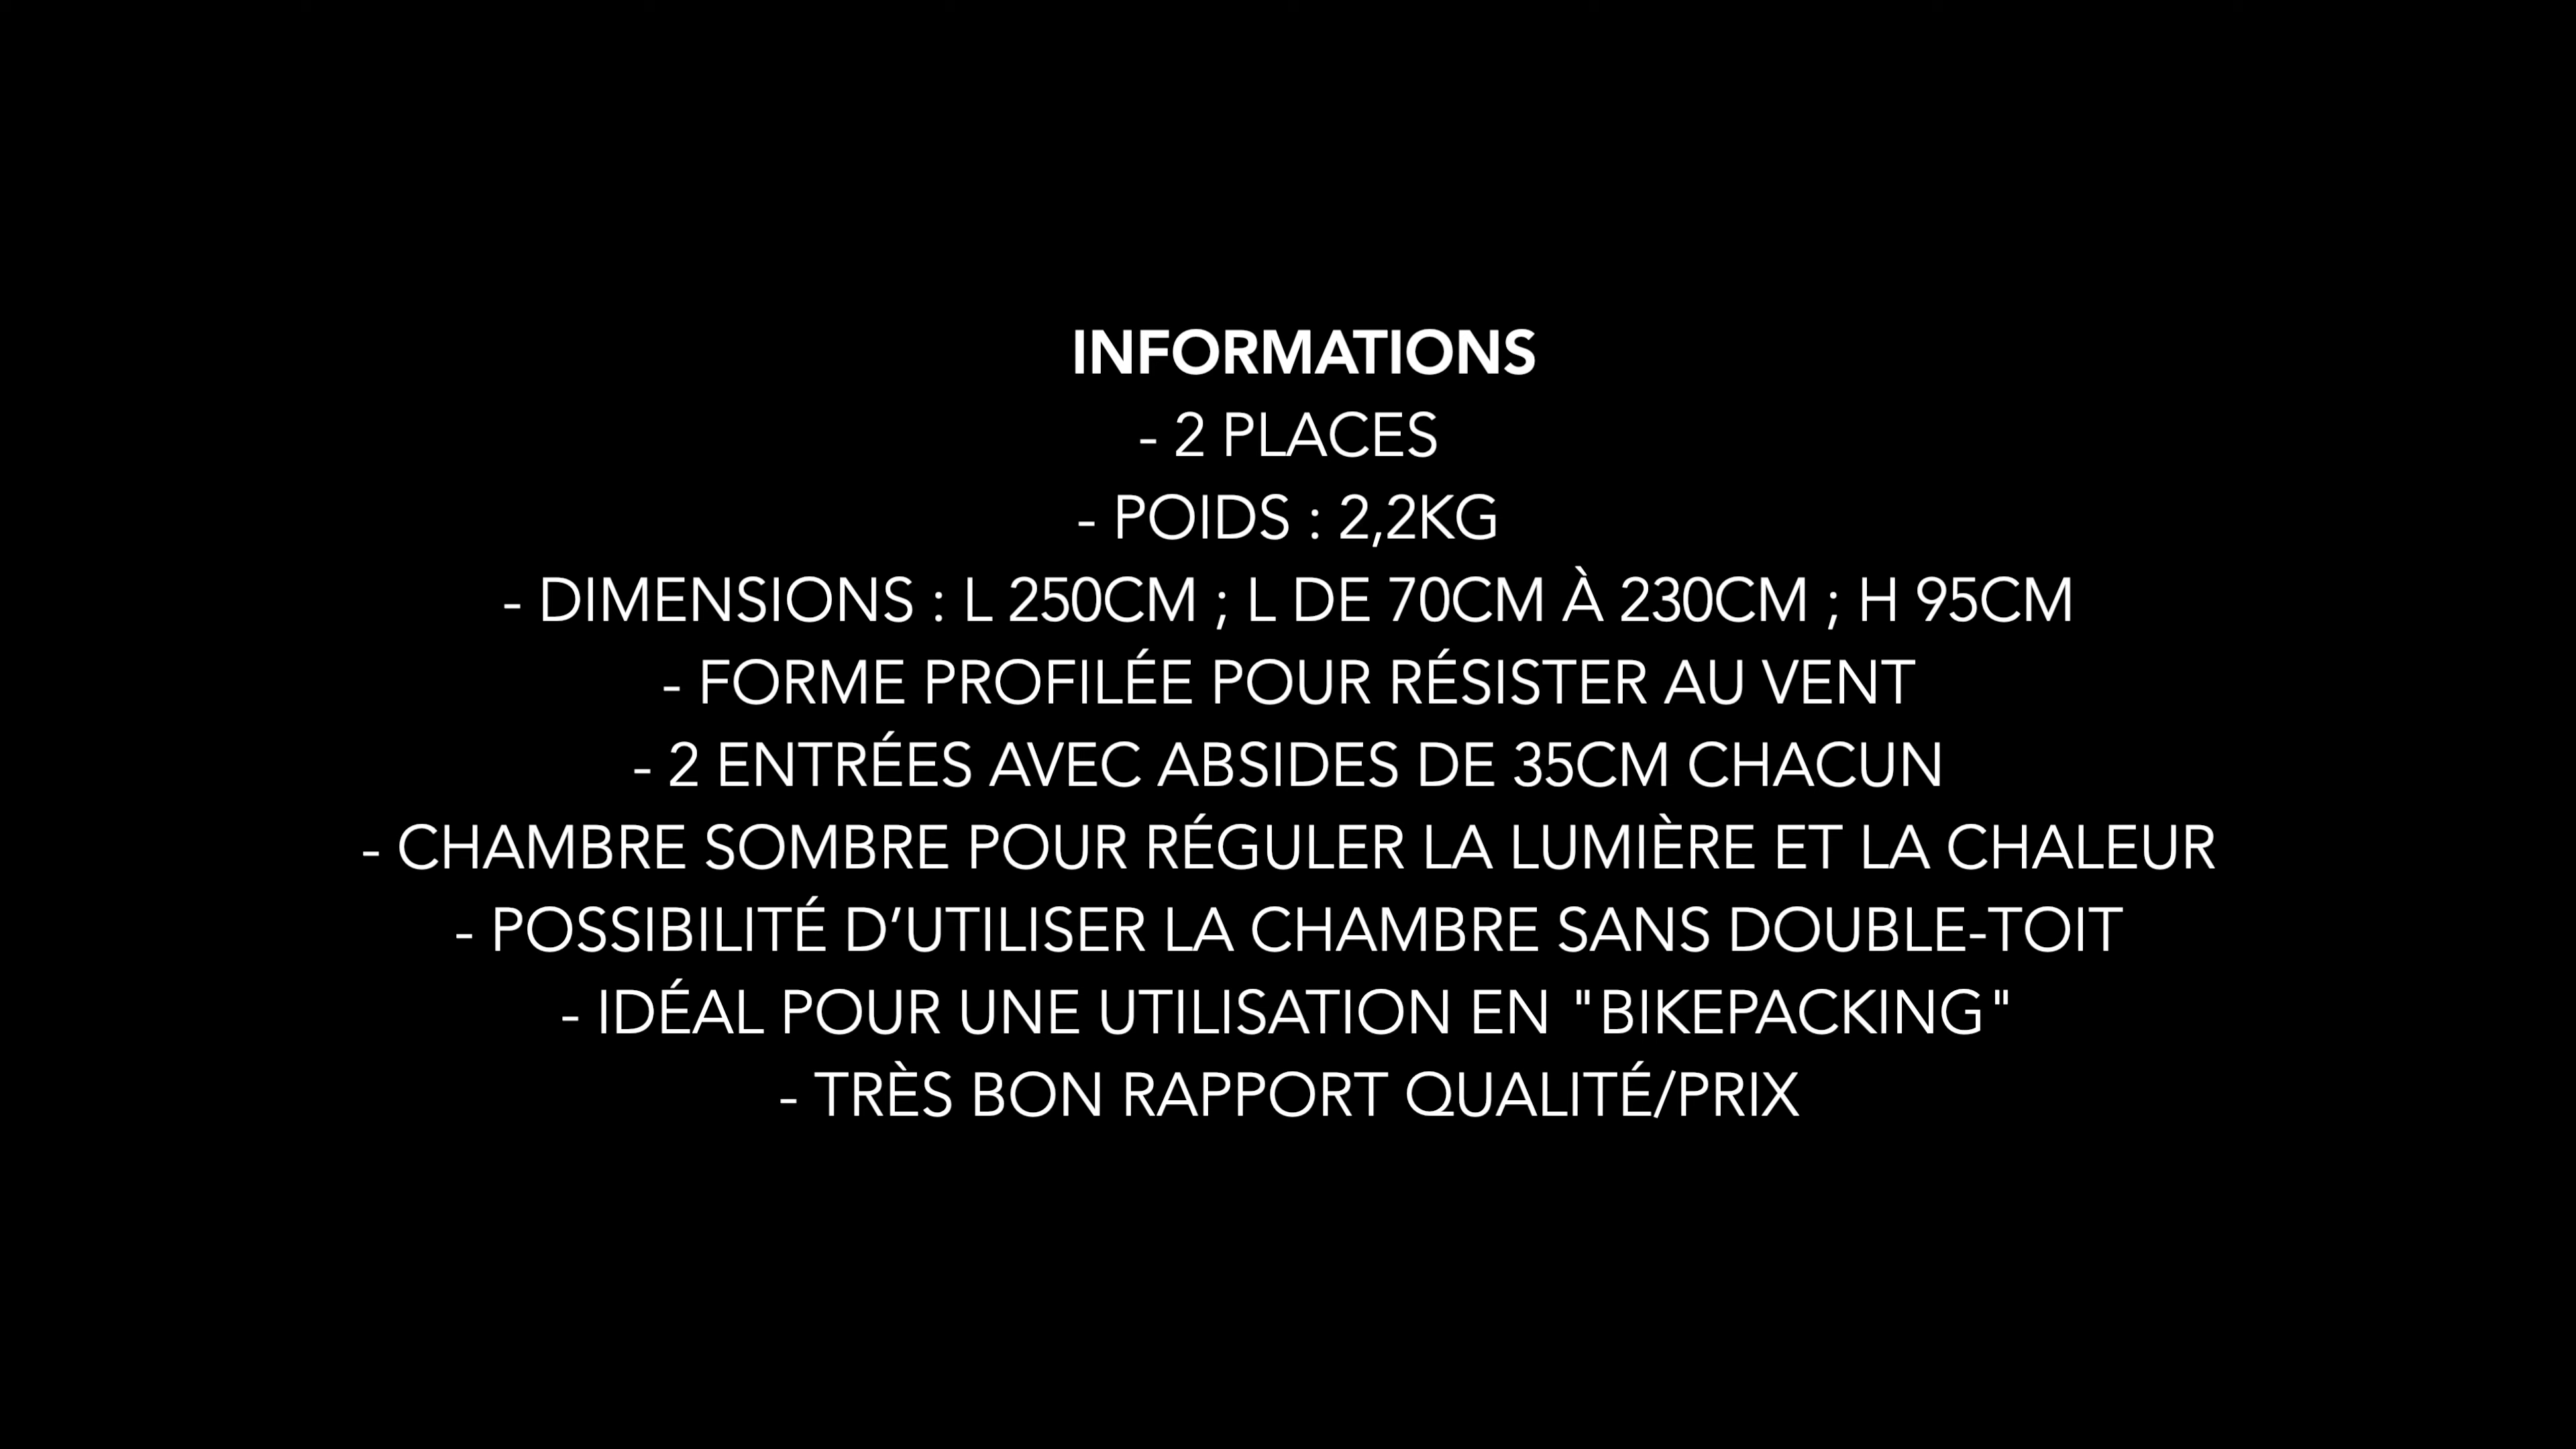 INFORMATIONS
- 2 PLACES
- POIDS : 2,2KG
- DIMENSIONS : L 250CM ; L DE 70CM À 230CM ; H 95CM
- FORME PROFILÉE POUR RÉSISTER AU VENT
- 2 ENTRÉES AVEC ABSIDES DE 35CM CHACUN
- CHAMBRE SOMBRE POUR RÉGULER LA LUMIÈRE ET LA CHALEUR
- POSSIBILITÉ D’UTILISER LA CHAMBRE SANS DOUBLE-TOIT
- IDÉAL POUR UNE UTILISATION EN "BIKEPACKING"
- TRÈS BON RAPPORT QUALITÉ/PRIX